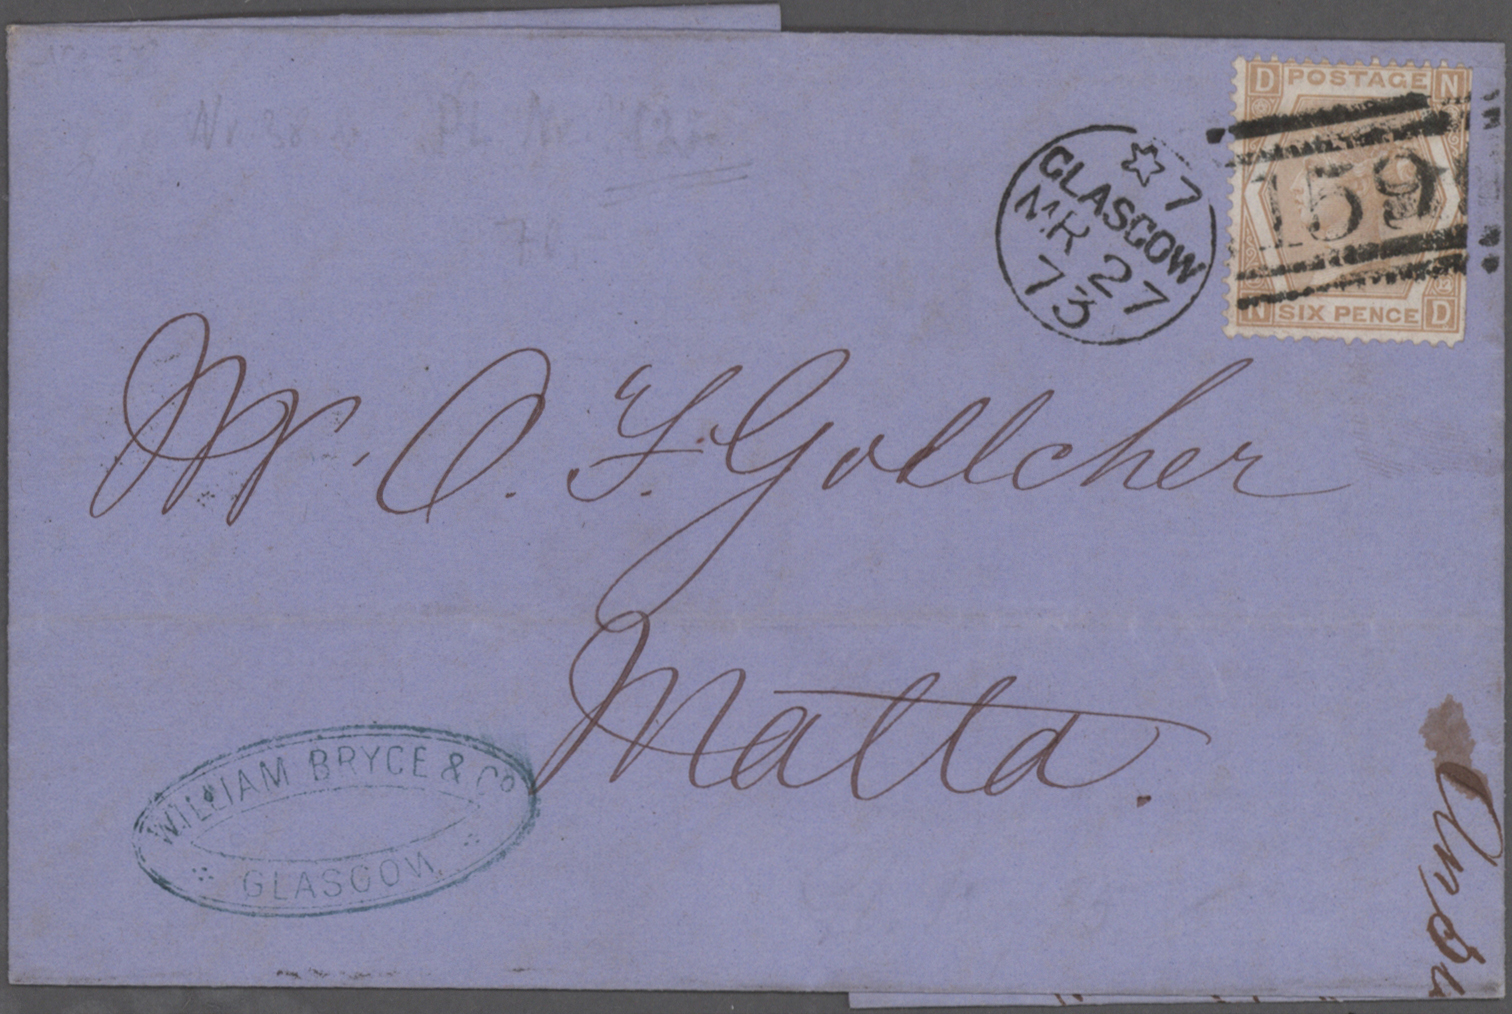 D POSTAGE N
159
N SIX PENCE D
7
GLASGOW
MR 27
73
Mr. O. F. Gollcher
Malta.
WILLIAM BRYCE & Co
GLASGOW